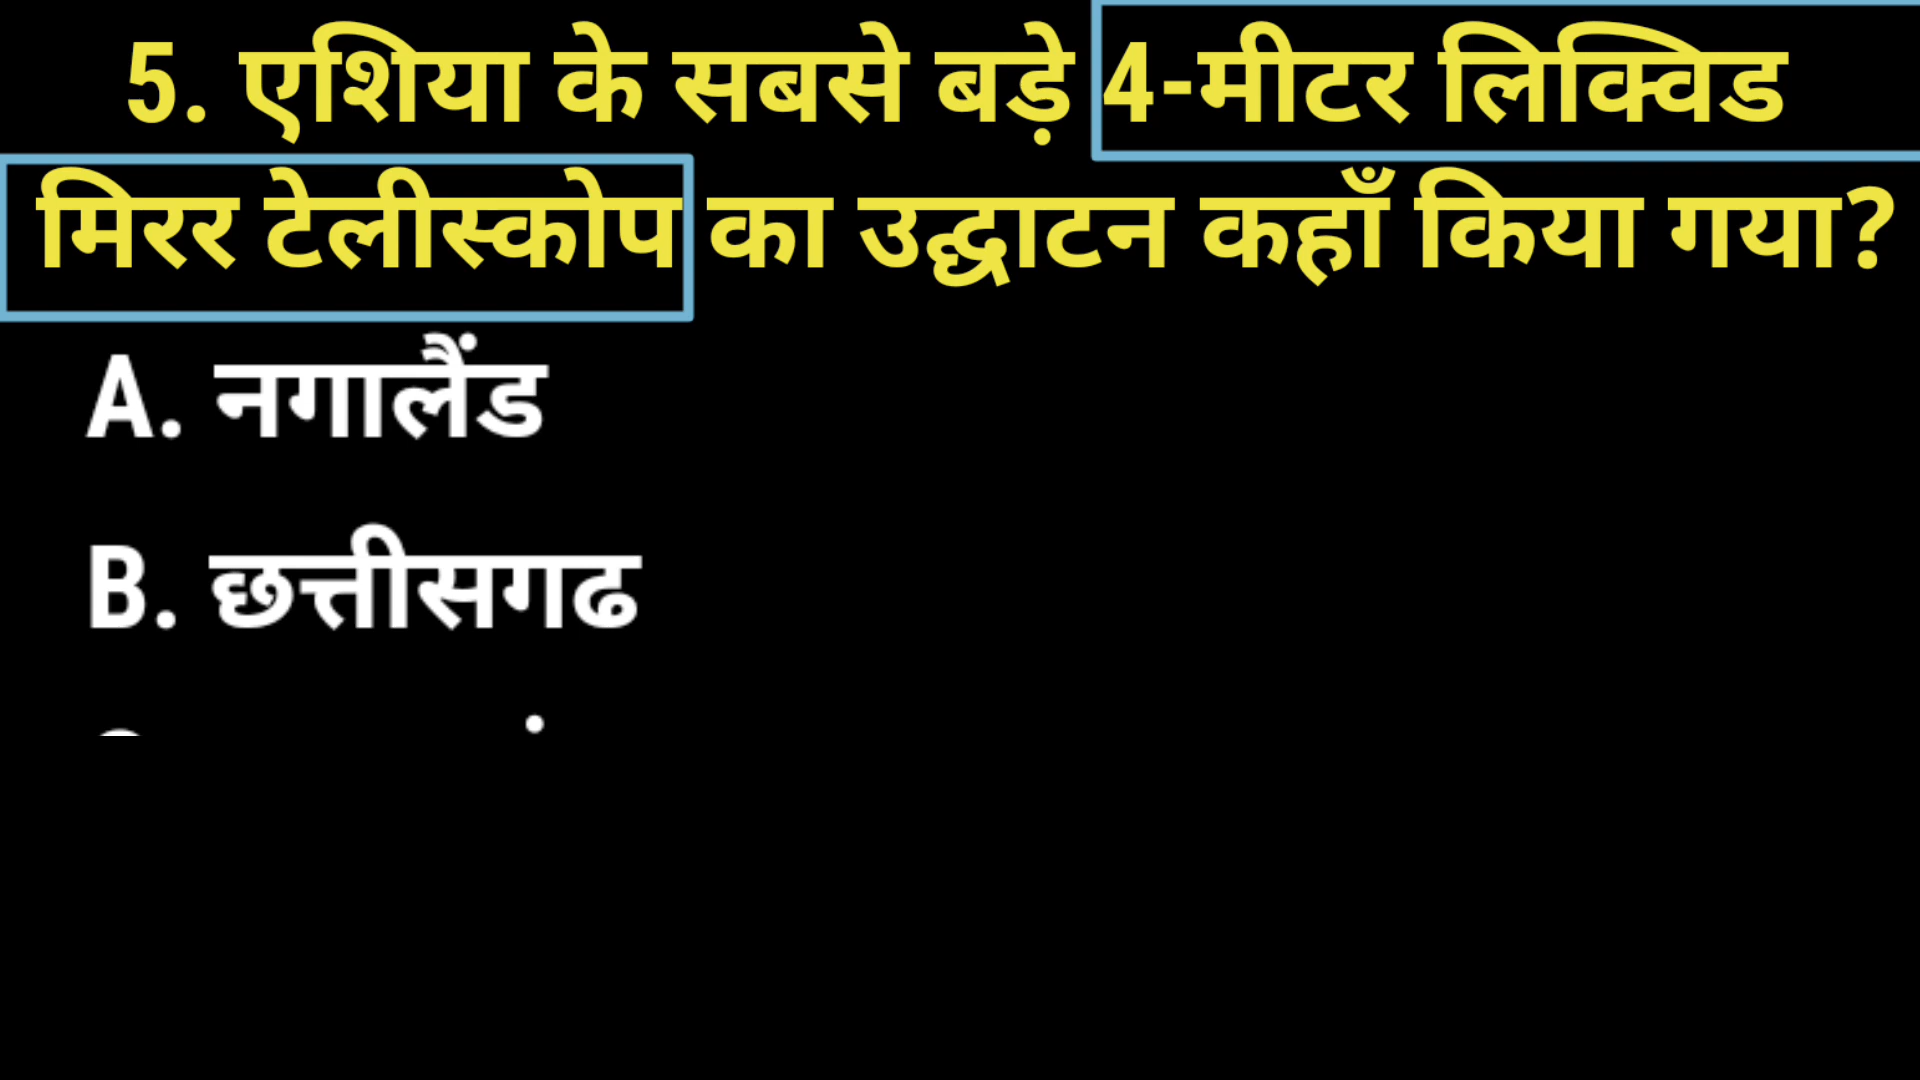 5. एशिया के सबसे बड़े 4-मीटर लिक्विड
मिरर टेलीस्कोप का उद्घाटन कहाँ किया गया?
A. नगालैंड
B. छत्तीसगढ